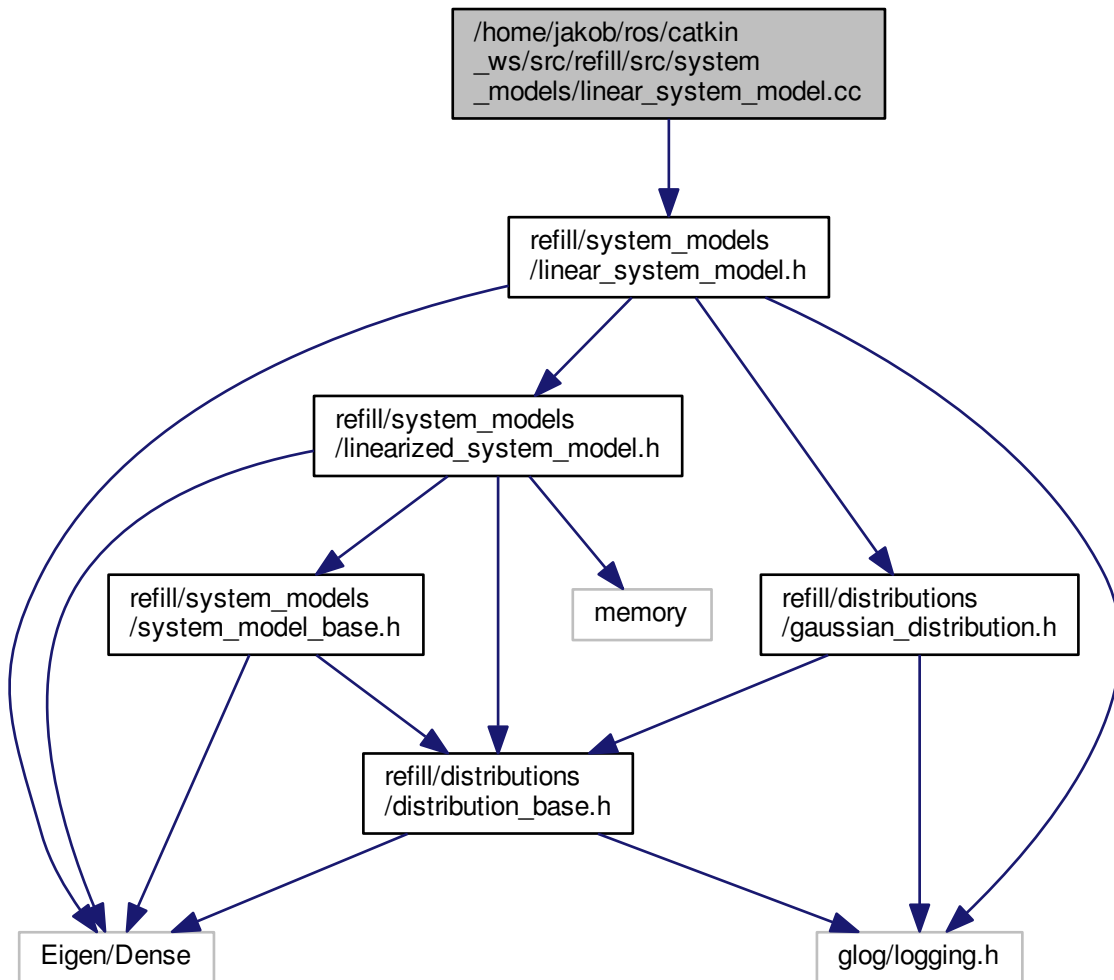 /home/jakob/ros/catkin
_ws/src/refill/src/system
_models/linear_system_model.cc
refill/system_models
/linear_system_model.h
refill/system_models
/linearized_system_model.h
refill/system_models
/system_model_base.h
memory
refill/distributions
/gaussian_distribution.h
refill/distributions
/distribution_base.h
Eigen/Dense
glog/logging.h